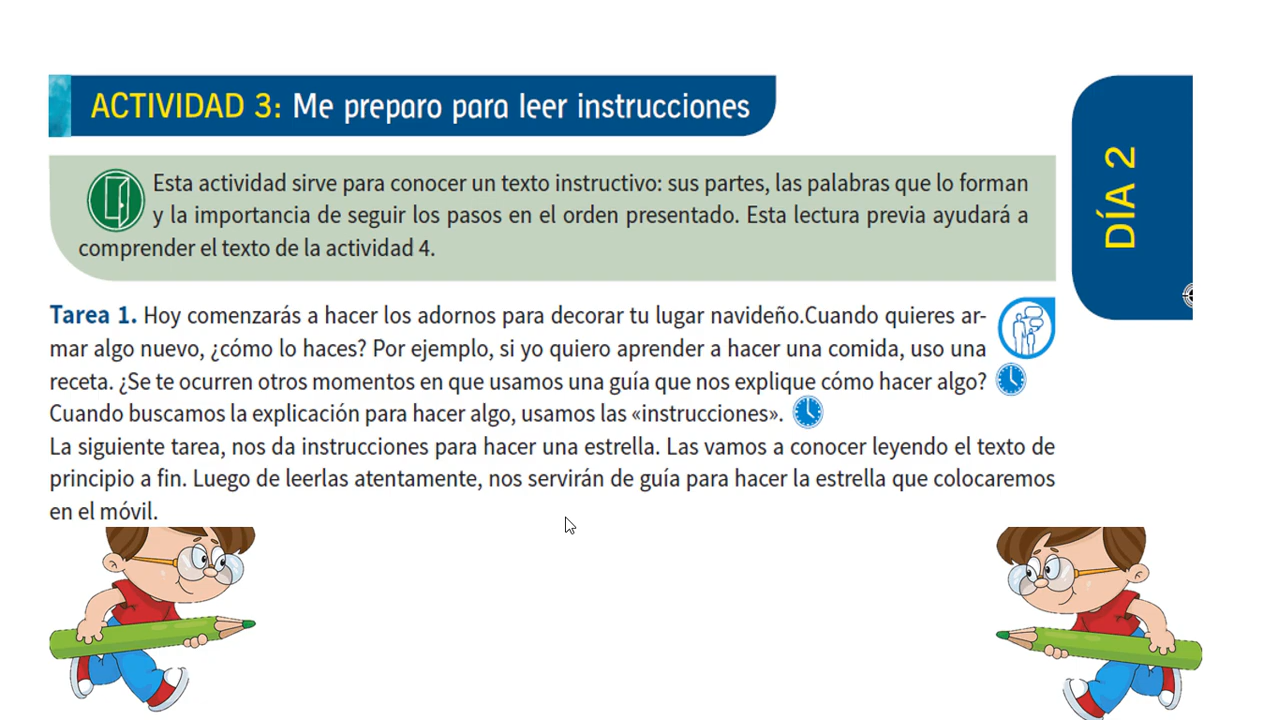 ACTIVIDAD 3: Me preparo para leer instrucciones
DÍA 2
Esta actividad sirve para conocer un texto instructivo: sus partes, las palabras que lo forman
y la importancia de seguir los pasos en el orden presentado. Esta lectura previa ayudará a
comprender el texto de la actividad 4.
Tarea 1. Hoy comenzarás a hacer los adornos para decorar tu lugar navideño.Cuando quieres ar-
mar algo nuevo, ¿cómo lo haces? Por ejemplo, si yo quiero aprender a hacer una comida, uso una
receta. ¿Se te ocurren otros momentos en que usamos una guía que nos explique cómo hacer algo?
Cuando buscamos la explicación para hacer algo, usamos las «instrucciones».
La siguiente tarea, nos da instrucciones para hacer una estrella. Las vamos a conocer leyendo el texto de
principio a fin. Luego de leerlas atentamente, nos servirán de guía para hacer la estrella que colocaremos
en el móvil.